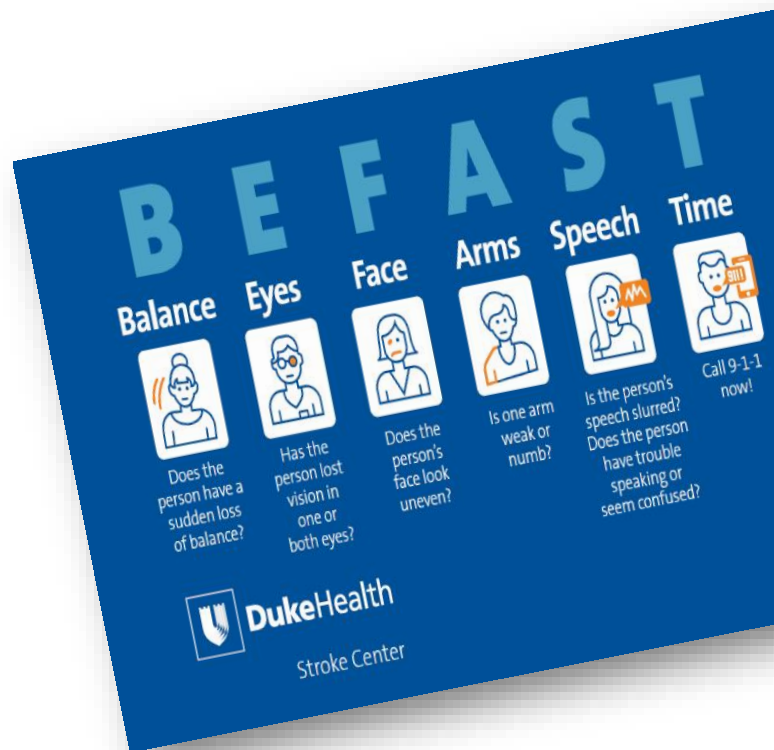 B E F A S T
Balance
Eyes
Face
Arms
Speech
Time
911!
Does the
person have a
sudden loss
of balance?
Has the
person lost
vision in
one or
both eyes?
Does the
person's
face look
uneven?
Is one arm
weak or
numb?
Is the person's
speech slurred?
Does the person
have trouble
speaking or
seem confused?
Call 9-1-1
now!
DukeHealth
Stroke Center